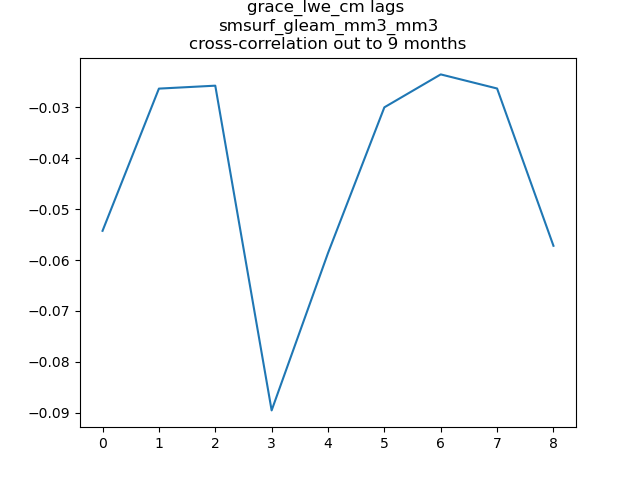 grace_lwe_cm lags
smsurf_gleam_mm3_mm3
cross-correlation out to 9 months
−0.03
−0.04
−0.05
−0.06
−0.07
−0.08
−0.09
0 1 2 3 4 5 6 7 8